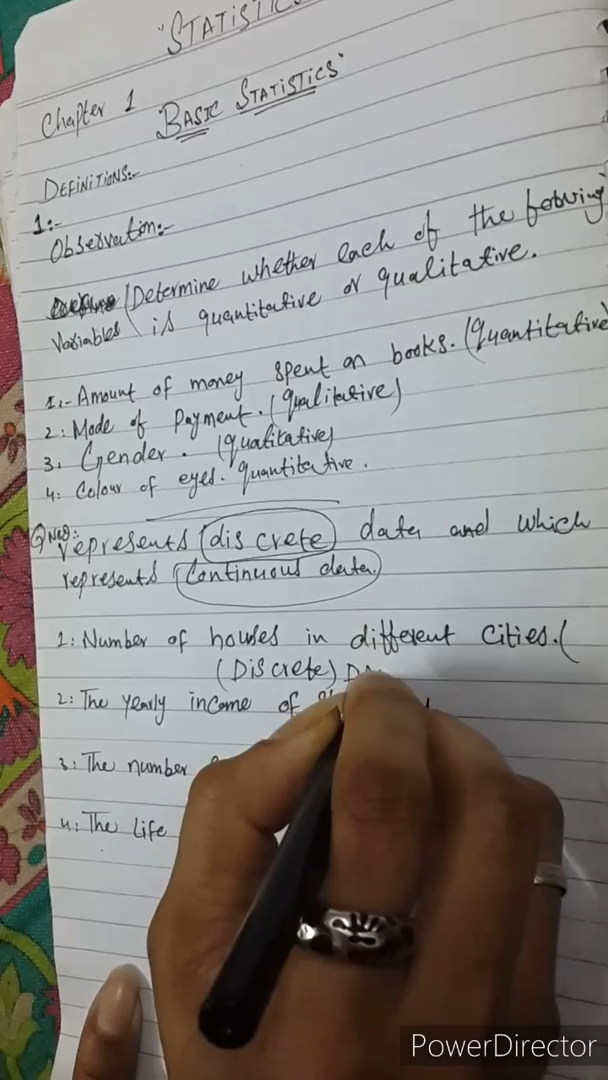 "STATISTICS
Chapter 1 "BASIC STATISTICS"
DEFINITIONS:-
1:-
Observation:-
(Determine whether each of the following
Variables is quantitative or qualitative.
1.- Amount of money spent on books. (Quantitative)
2: Mode of Payment. (Qualitative)
3. Gender. (qualitative)
4: Colour of eyes. quantitative.
Q No2:
represents discrete data and which
represents Continuous data.
1: Number of houses in different Cities. (
(Discrete)
2: The yearly income of
3: The number
4: The life
PowerDirector